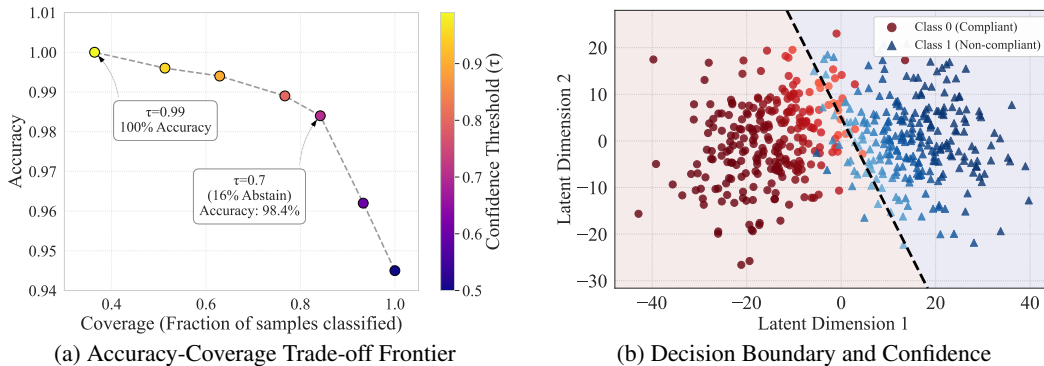 1.00
0.99
0.98
0.97
0.96
0.95
0.94
Accuracy
0.4
0.6
0.8
1.0
Coverage (Fraction of samples classified)
τ=0.99
100% Accuracy
τ=0.7
(16% Abstain)
Accuracy: 98.4%
0.9
0.8
0.7
0.6
0.5
Confidence Threshold (τ)
(a) Accuracy-Coverage Trade-off Frontier
20
10
0
−10
−20
−30
Latent Dimension 2
Class 0 (Compliant)
Class 1 (Non-compliant)
−40
−20
0
20
40
Latent Dimension 1
(b) Decision Boundary and Confidence